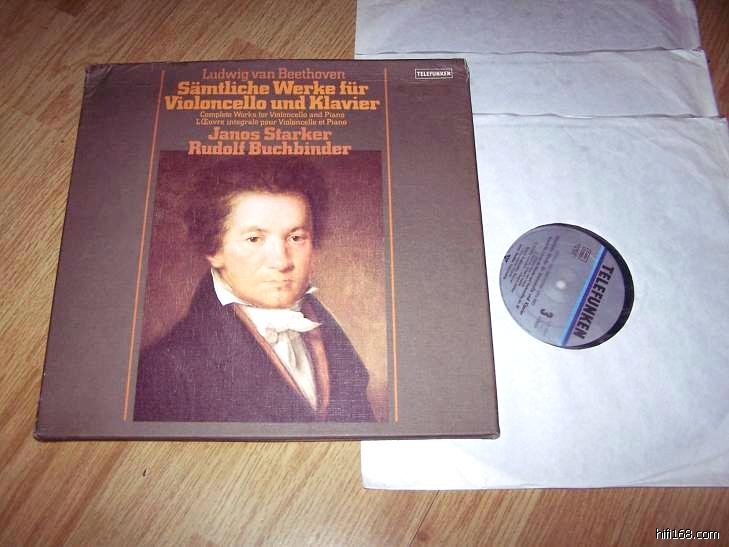 TELEFUNKEN
Ludwig van Beethoven
Sämtliche Werke für
Violoncello und Klavier
Complete Works for Violoncello and Piano
L'Œuvre intégrale pour Violoncelle et Piano
Janos Starker
Rudolf Buchbinder
TELEFUNKEN
3
hifi168.com